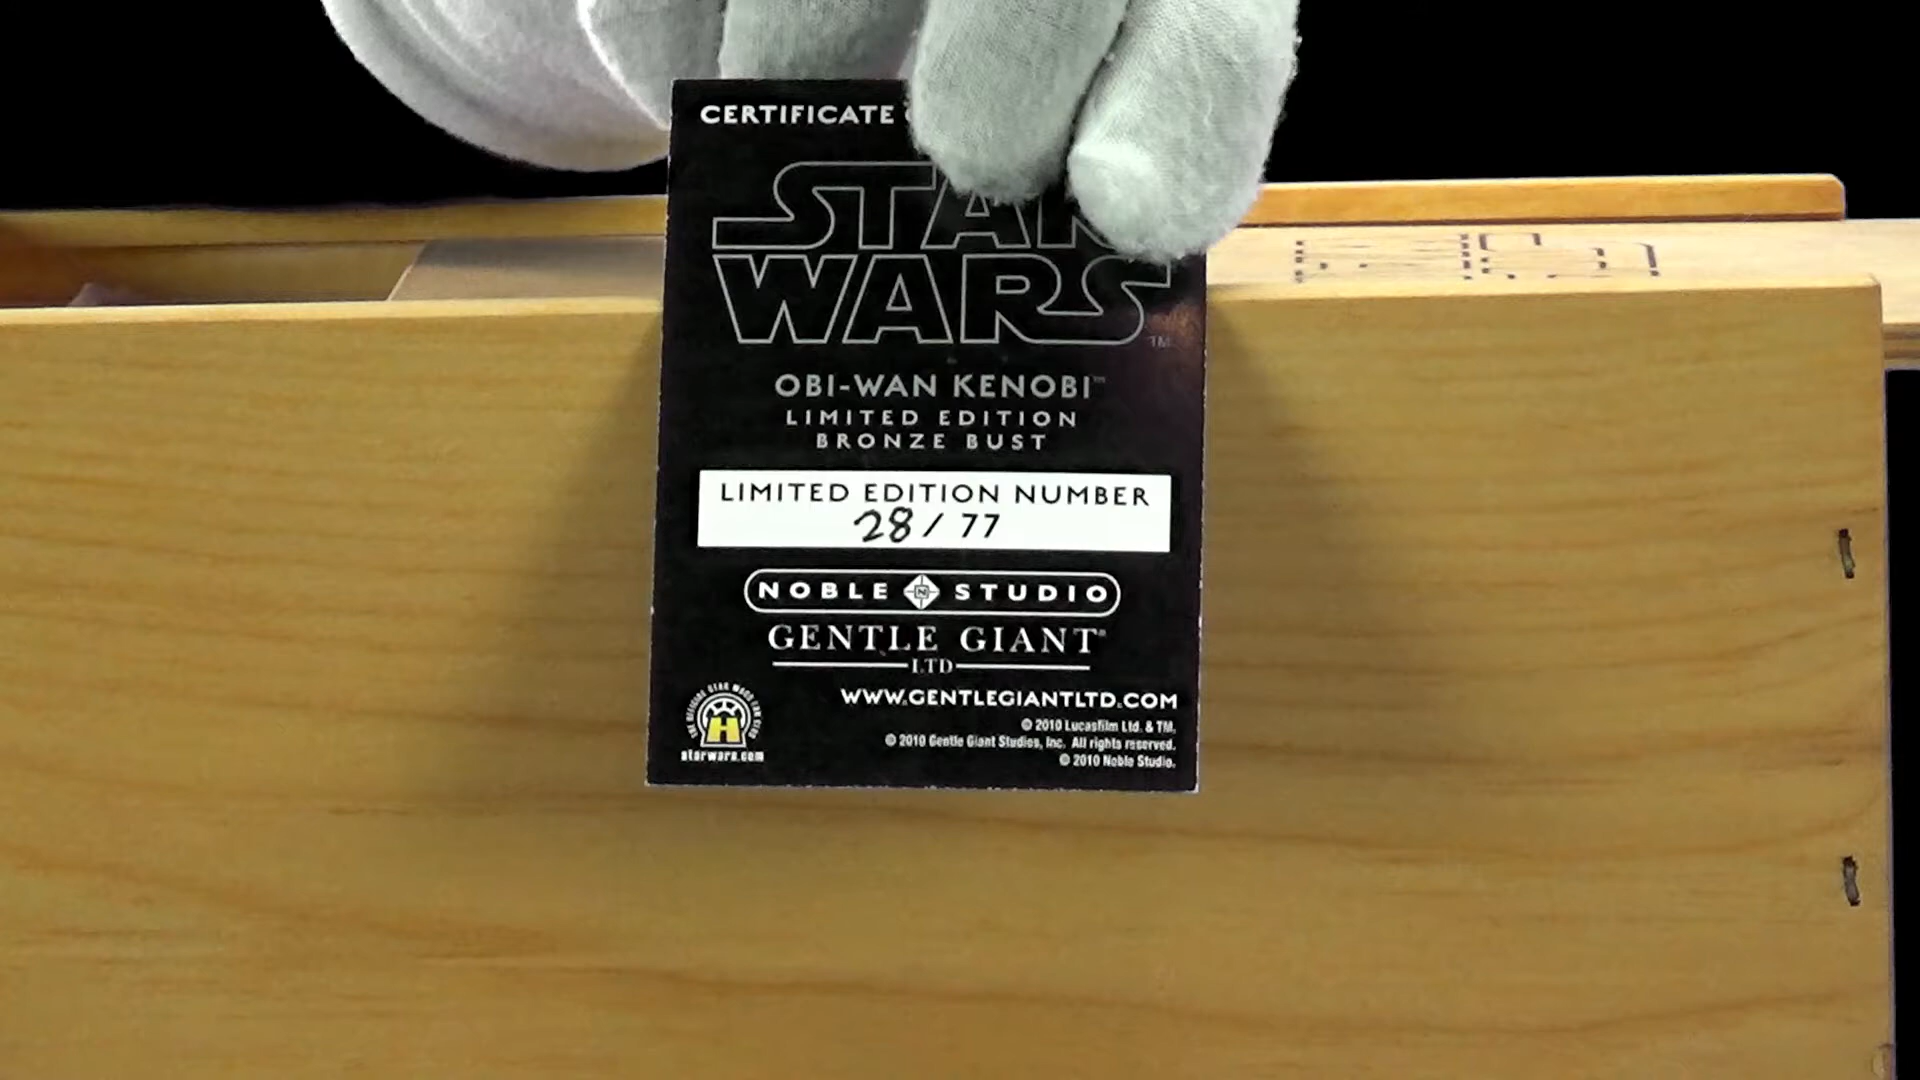 CERTIFICATE
STAR
WARS
TM
OBI-WAN KENOBI™
LIMITED EDITION
BRONZE BUST
LIMITED EDITION NUMBER
28 / 77
NOBLE N STUDIO
GENTLE GIANT®
LTD
WWW.GENTLEGIANTLTD.COM
© 2010 Lucasfilm Ltd. & TM.
© 2010 Gentle Giant Studios, Inc. All rights reserved.
© 2010 Noble Studio.
H
starwars.com